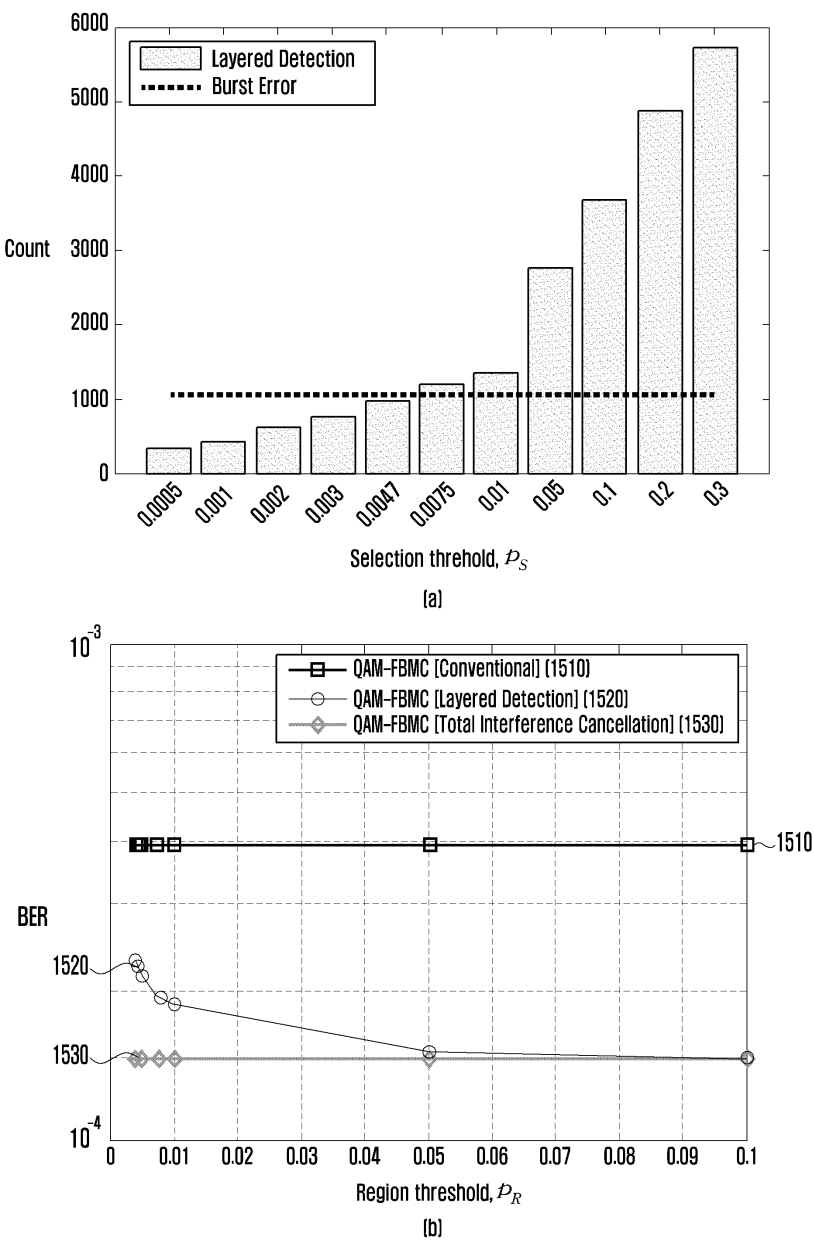 6000
5000
4000
3000
2000
1000
0
Count
Layered Detection
Burst Error
0.0005 0.001 0.002 0.003 0.0047 0.0075 0.01 0.05 0.1 0.2 0.3
Selection threhold, p_S
(a)
10^-3
QAM-FBMC [Conventional] (1510)
QAM-FBMC [Layered Detection] (1520)
QAM-FBMC [Total Interference Cancellation] (1530)
1510
BER
1520
1530
10^-4
0 0.01 0.02 0.03 0.04 0.05 0.06 0.07 0.08 0.09 0.1
Region threshold, p_R
(b)